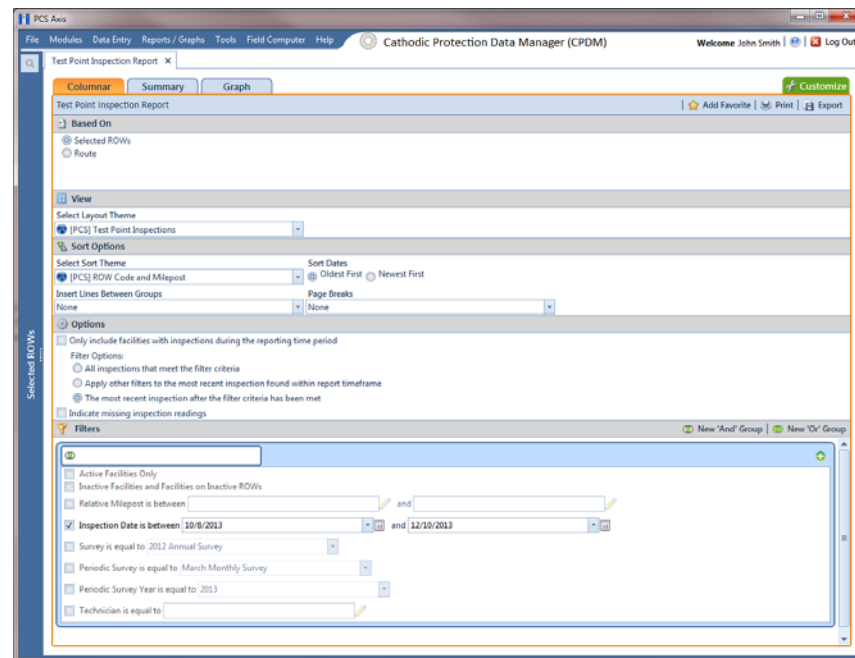 PCS Axis
File Modules Data Entry Reports / Graphs Tools Field Computer Help Cathodic Protection Data Manager (CPDM) Welcome John Smith | | Log Out
Test Point Inspection Report
Columnar Summary Graph Customize
Test Point Inspection Report | Add Favorite | Print | Export
Based On
Selected ROWs
Route
View
Select Layout Theme
[PCS] Test Point Inspections
Sort Options
Select Sort Theme Sort Dates
[PCS] ROW Code and Milepost Oldest First Newest First
Insert Lines Between Groups Page Breaks
None None
Options
Only include facilities with inspections during the reporting time period
Filter Options:
All inspections that meet the filter criteria
Apply other filters to the most recent inspection found within report timeframe
The most recent inspection after the filter criteria has been met
Indicate missing inspection readings
Selected ROWs
Filters New 'And' Group | New 'Or' Group
Active Facilities Only
Inactive Facilities and Facilities on Inactive ROWs
Relative Milepost is between and
Inspection Date is between 10/8/2013 and 12/10/2013
Survey is equal to 2012 Annual Survey
Periodic Survey is equal to March Monthly Survey
Periodic Survey Year is equal to 2013
Technician is equal to